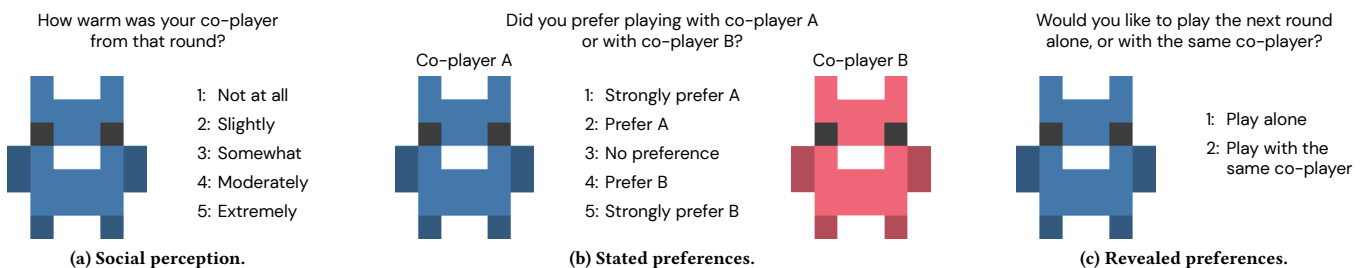 How warm was your co-player
from that round?
1: Not at all
2: Slightly
3: Somewhat
4: Moderately
5: Extremely
(a) Social perception.
Did you prefer playing with co-player A
or with co-player B?
Co-player A
Co-player B
1: Strongly prefer A
2: Prefer A
3: No preference
4: Prefer B
5: Strongly prefer B
(b) Stated preferences.
Would you like to play the next round
alone, or with the same co-player?
1: Play alone
2: Play with the
same co-player
(c) Revealed preferences.